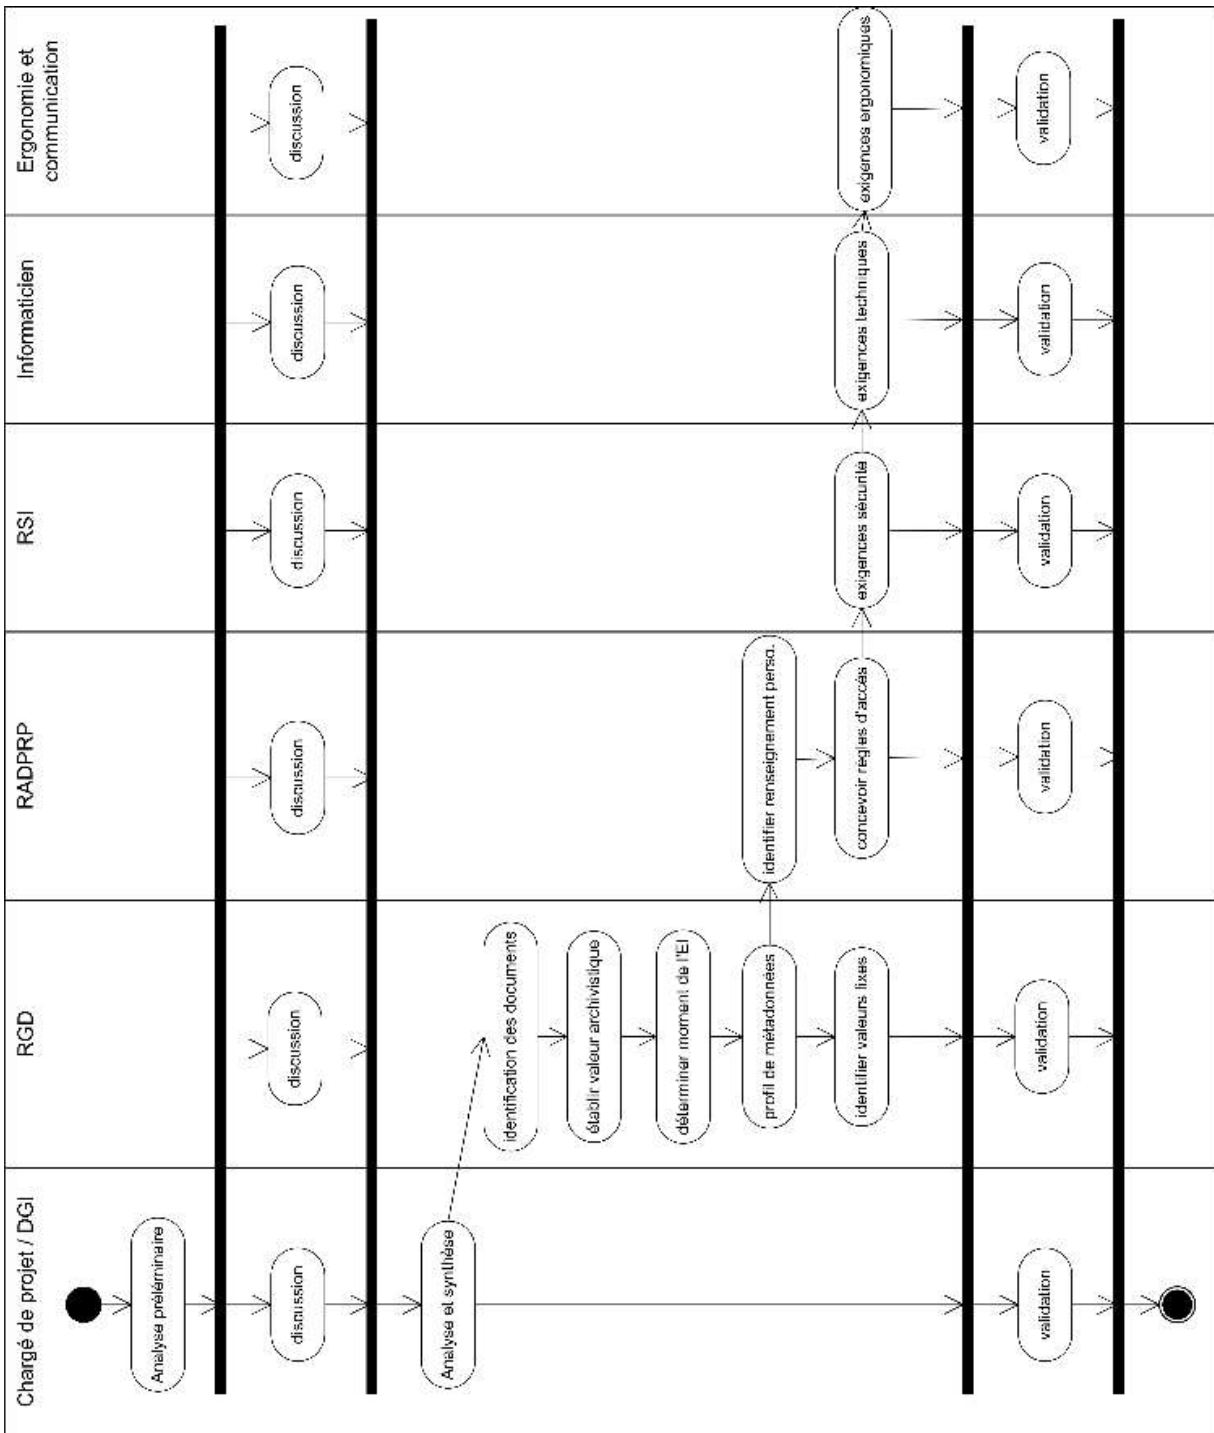 Chargé de projet / DGI
RGD
RADPRP
RSI
Informaticien
Ergonomie et
communication
Analyse préléminaire
discussion
discussion
discussion
discussion
discussion
discussion
Analyse et synthèse
identification des documents
établir valeur archivistique
déterminer moment de l'EI
profil de métadonnées
identifier renseignement perso.
identifier valeurs fixes
concevoir règles d'accès
exigences sécurité
exigences techniques
exigences ergonomiques
validation
validation
validation
validation
validation
validation